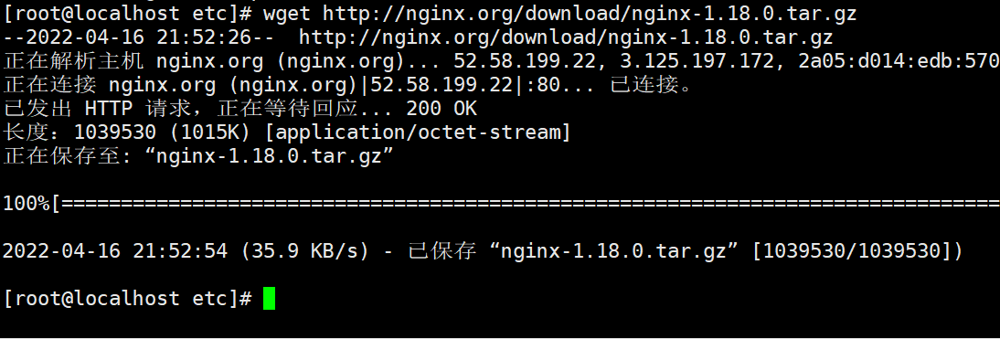 [root@localhost etc]# wget http://nginx.org/download/nginx-1.18.0.tar.gz
--2022-04-16 21:52:26--  http://nginx.org/download/nginx-1.18.0.tar.gz
正在解析主机 nginx.org (nginx.org)... 52.58.199.22, 3.125.197.172, 2a05:d014:edb:570
正在连接 nginx.org (nginx.org)|52.58.199.22|:80... 已连接。
已发出 HTTP 请求，正在等待回应... 200 OK
长度：1039530 (1015K) [application/octet-stream]
正在保存至: “nginx-1.18.0.tar.gz”
100%[===============================================================================
2022-04-16 21:52:54 (35.9 KB/s) - 已保存 “nginx-1.18.0.tar.gz” [1039530/1039530])
[root@localhost etc]#